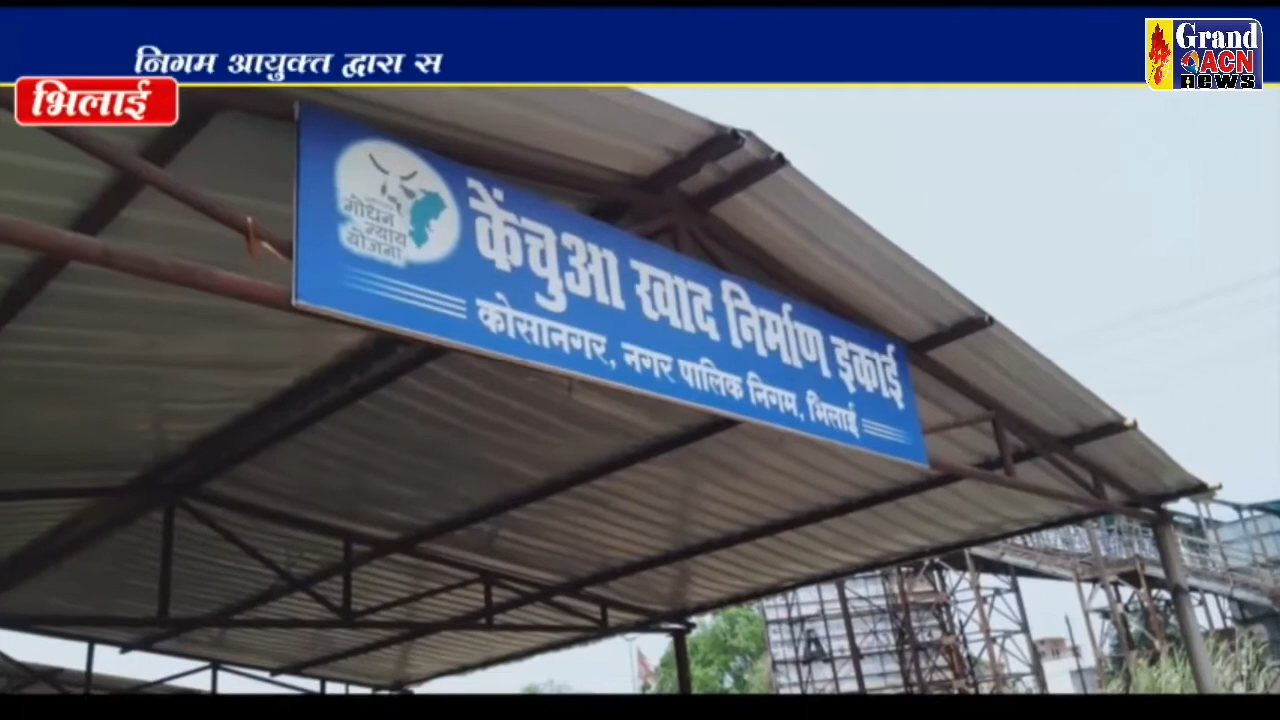 निगम आयुक्त द्वारा स
Grand
ACN
news
भिलाई
गोधन
न्याय
योजना
केंचुआ खाद निर्माण इकाई
कोसानगर, नगर पालिक निगम, भिलाई